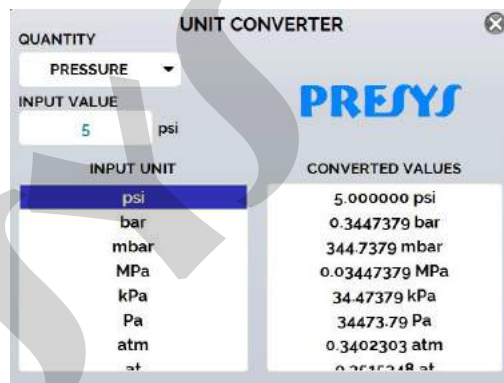 UNIT CONVERTER
QUANTITY
PRESSURE
INPUT VALUE
5 psi
PRESYS
INPUT UNIT
psi
bar
mbar
MPa
kPa
Pa
atm
at
CONVERTED VALUES
5.000000 psi
0.3447379 bar
344.7379 mbar
0.03447379 MPa
34.47379 kPa
34473.79 Pa
0.3402303 atm